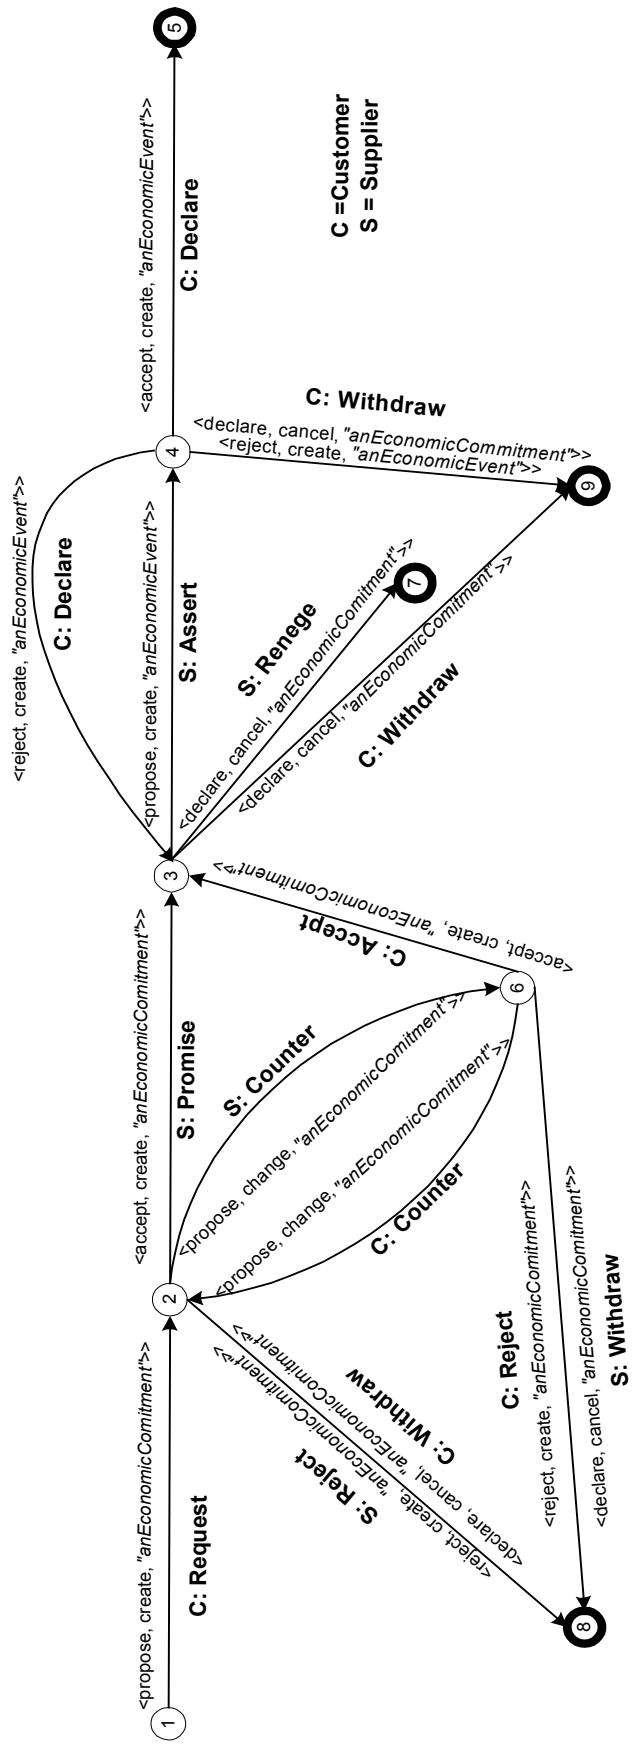 <reject, create, "anEconomicEvent">>
C: Declare
<propose, create, "anEconomicComitment">>
<accept, create, "anEconomicComitment">>
<propose, create, "anEconomicEvent">>
<accept, create, "anEconomicEvent">>
1
2
3
4
5
C: Request
S: Promise
S: Assert
C: Declare
<declare, cancel, "anEconomicCommitment">>
<reject, create, "anEconomicEvent">>
C: Withdraw
S: Renege
<declare, cancel, "anEconomicComitment">>
7
<declare, cancel, "anEconomicComitment">>
C: Withdraw
9
C =Customer
S = Supplier
S: Counter
<propose, change, "anEconomicComitment">>
<propose, change, "anEconomicComitment">>
C: Counter
C: Accept
<accept, create, "anEconomicComitment">>
6
C: Withdraw
<declare, cancel, "anEconomicComitment">>
<reject, create, "anEconomicComitment">>
S: Reject
C: Reject
<reject, create, "anEconomicComitment">>
8
<declare, cancel, "anEconomicComitment">>
S: Withdraw